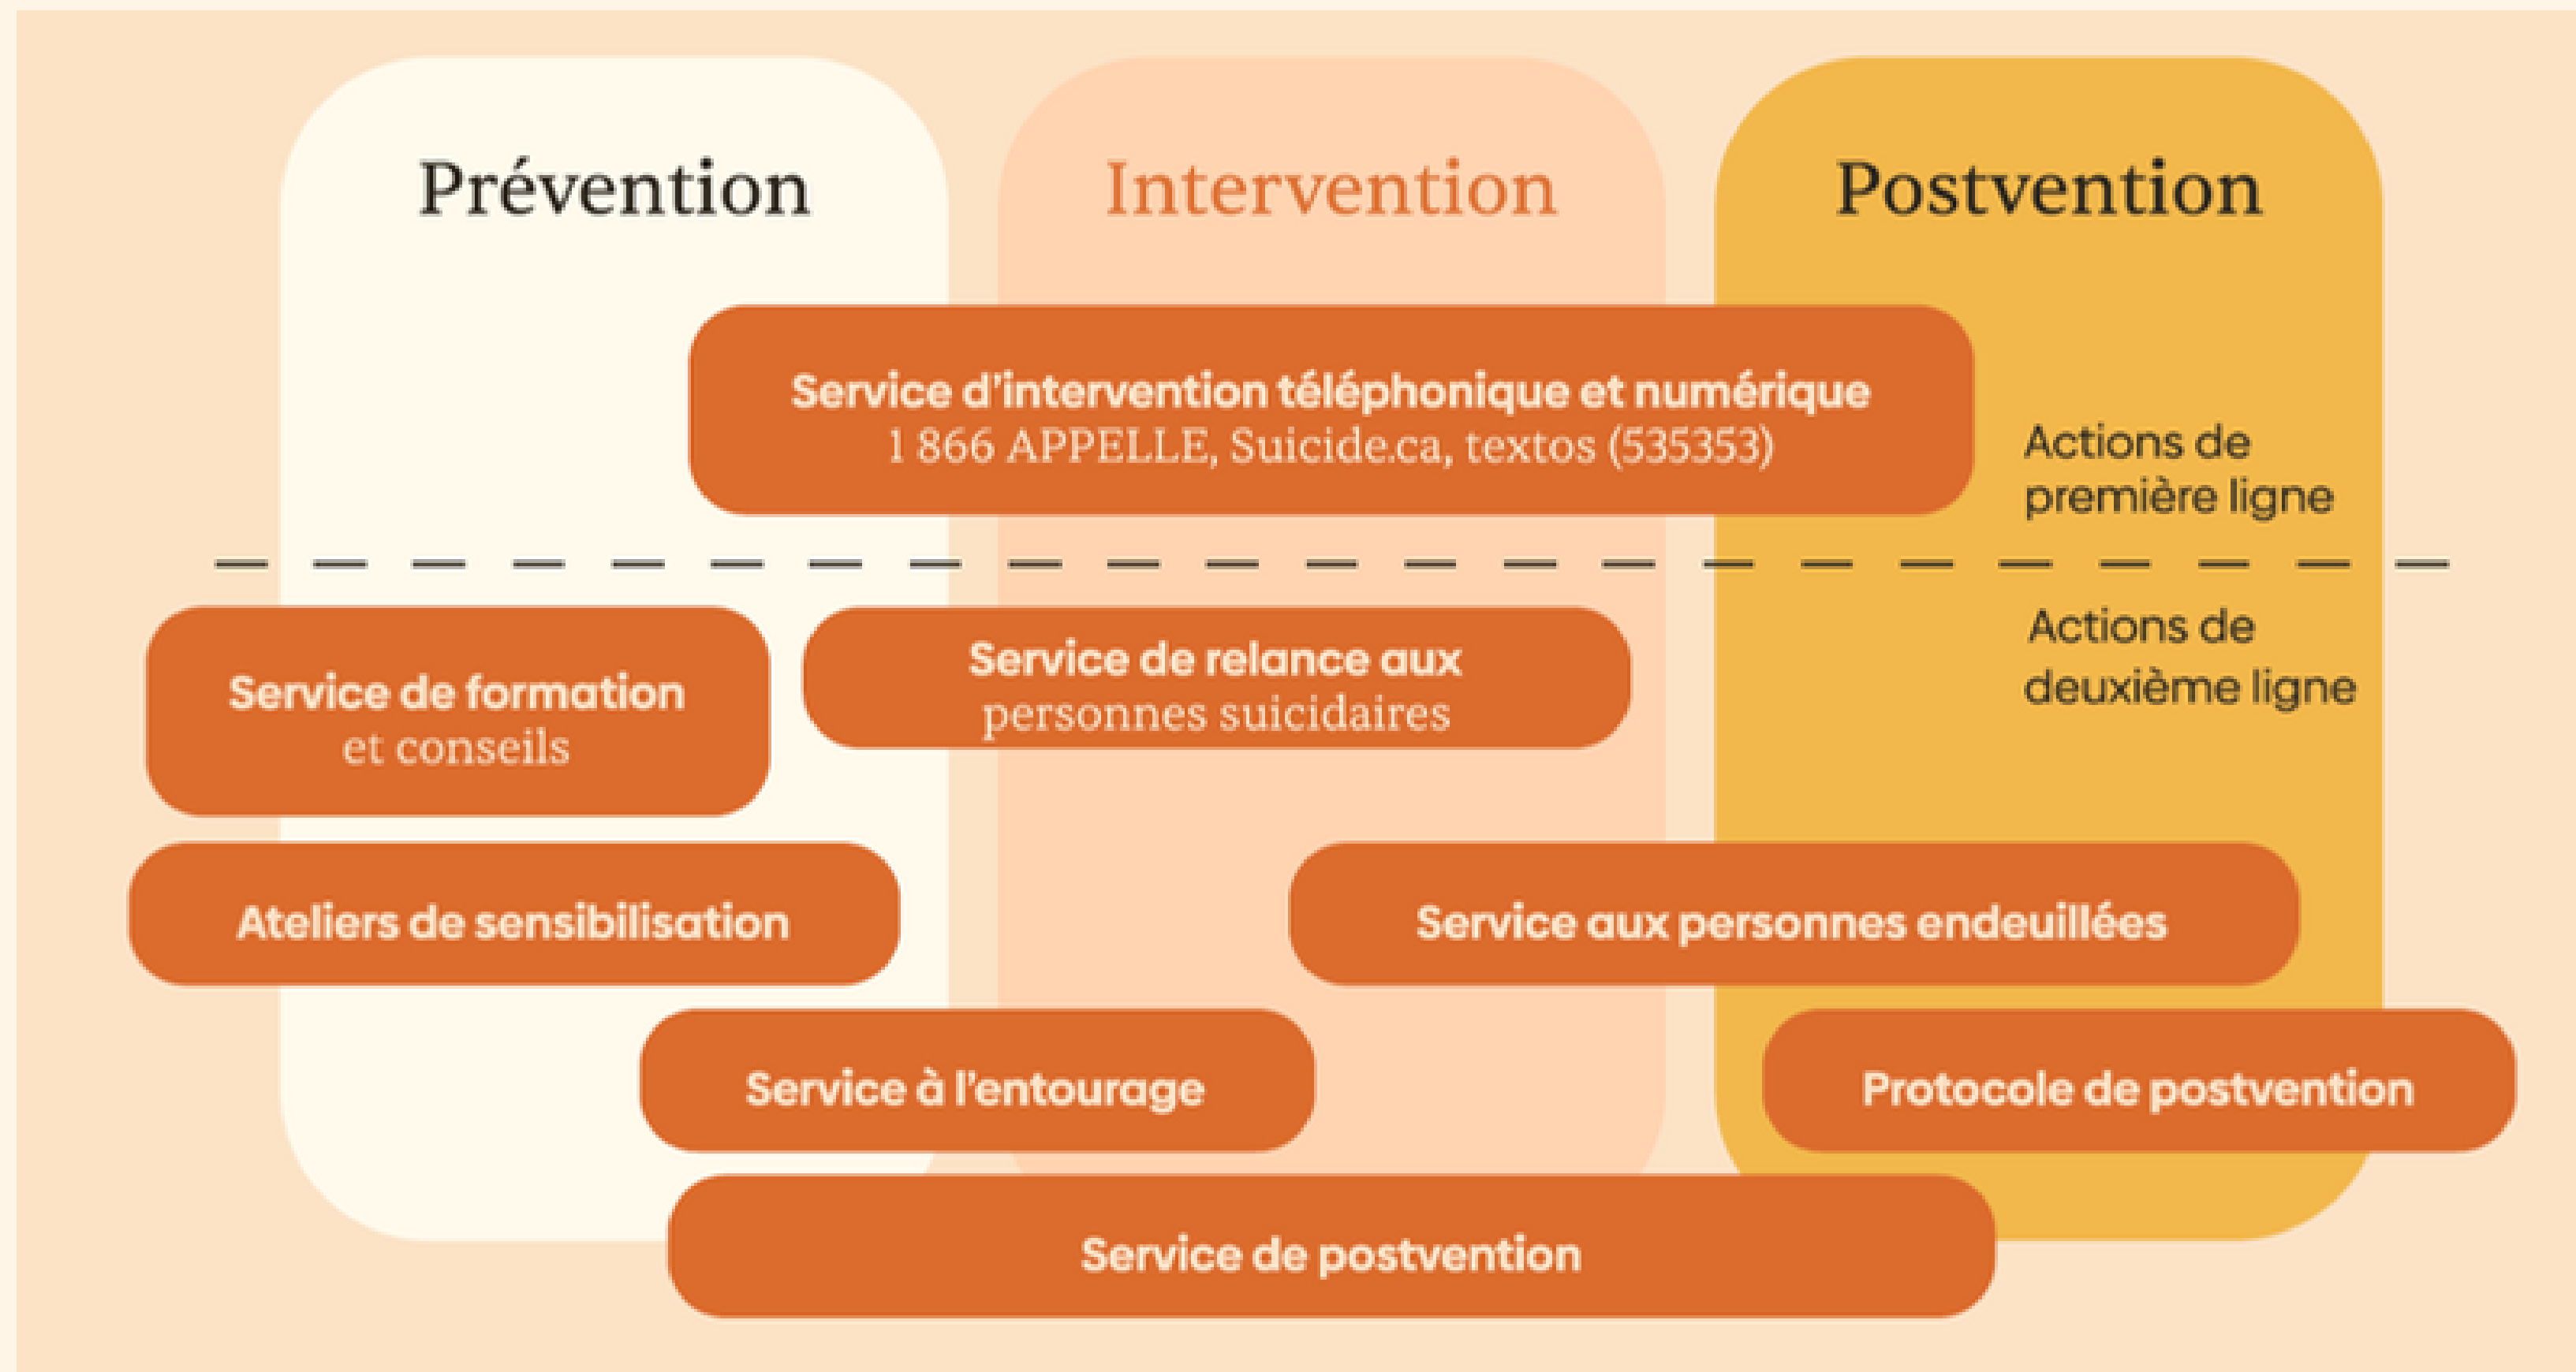 Prévention
Intervention
Postvention
Service d’intervention téléphonique et numérique
1 866 APPELLE, Suicide.ca, textos (535353)
Actions de
première ligne
Actions de
deuxième ligne
Service de formation
et conseils
Service de relance aux
personnes suicidaires
Ateliers de sensibilisation
Service aux personnes endeuillées
Service à l’entourage
Protocole de postvention
Service de postvention